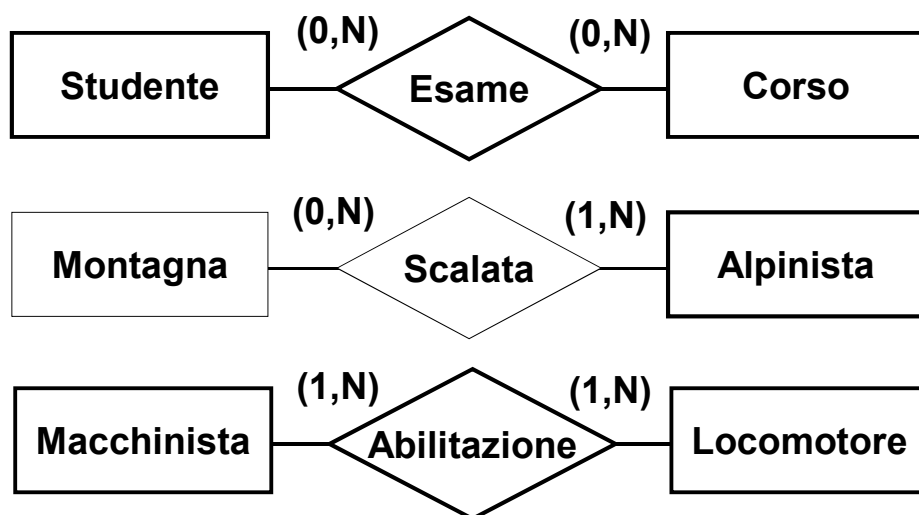 (0,N) (0,N)
Studente Esame Corso
(0,N) (1,N)
Montagna Scalata Alpinista
(1,N) (1,N)
Macchinista Abilitazione Locomotore